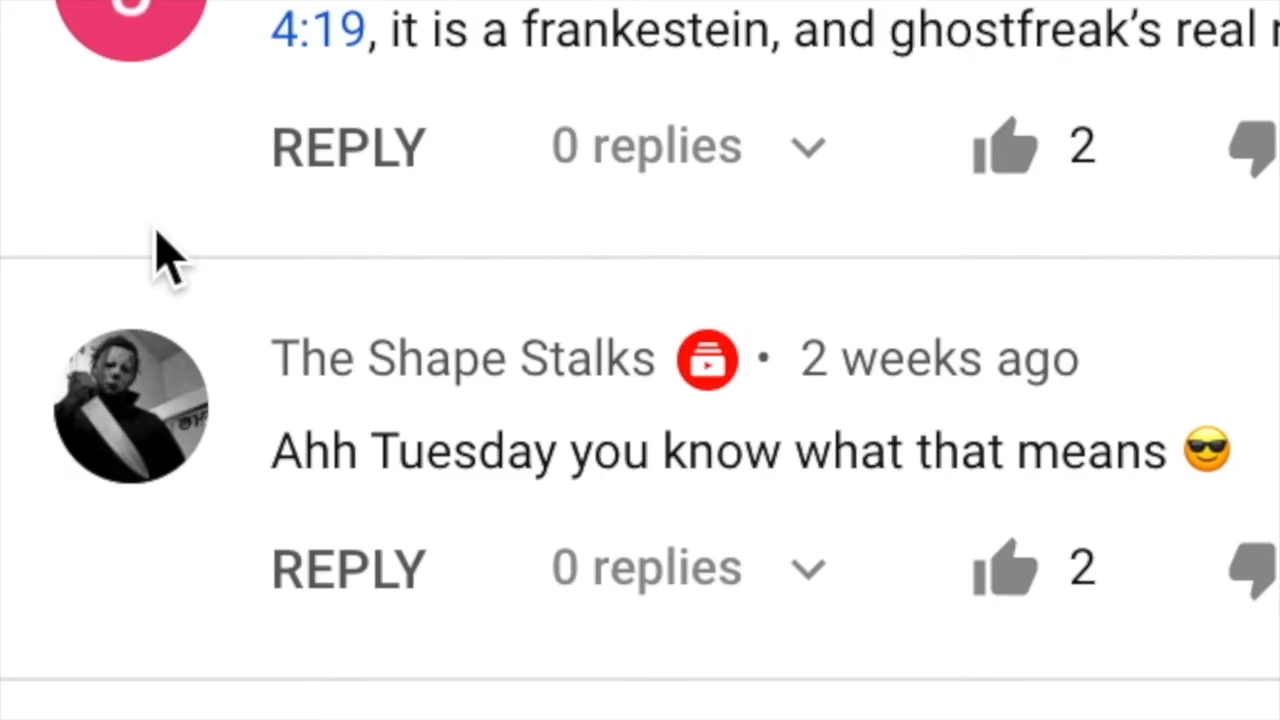 4:19, it is a frankestein, and ghostfreak’s real
REPLY 0 replies 2
The Shape Stalks • 2 weeks ago
Ahh Tuesday you know what that means 😎
REPLY 0 replies 2